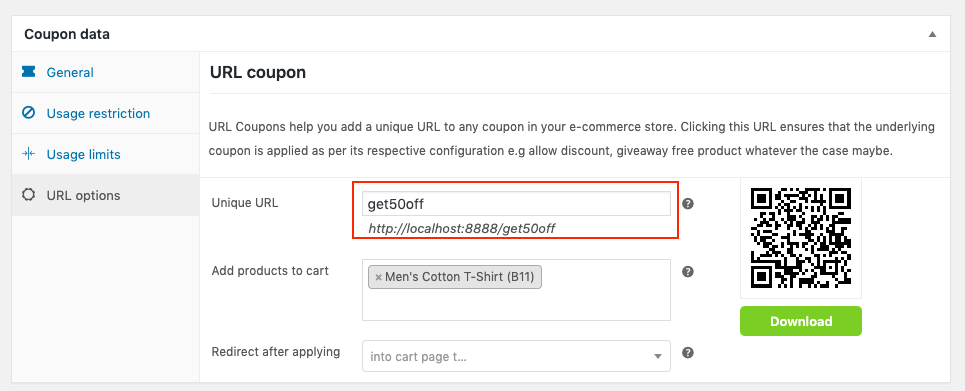 Coupon data
General
Usage restriction
Usage limits
URL options
URL coupon
URL Coupons help you add a unique URL to any coupon in your e-commerce store. Clicking this URL ensures that the underlying
coupon is applied as per its respective configuration e.g allow discount, giveaway free product whatever the case maybe.
Unique URL
get50off
http://localhost:8888/get50off
Add products to cart
× Men's Cotton T-Shirt (B11)
Download
Redirect after applying
into cart page t...